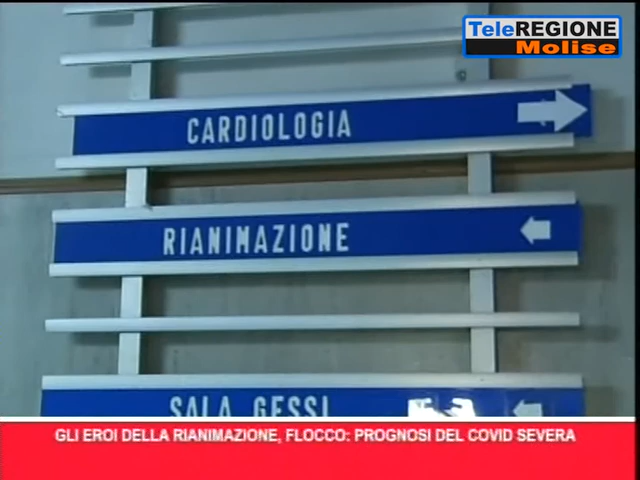 TeleREGIONE
Molise
CARDIOLOGIA
RIANIMAZIONE
SALA GESSI
GLI EROI DELLA RIANIMAZIONE, FLOCCO: PROGNOSI DEL COVID SEVERA